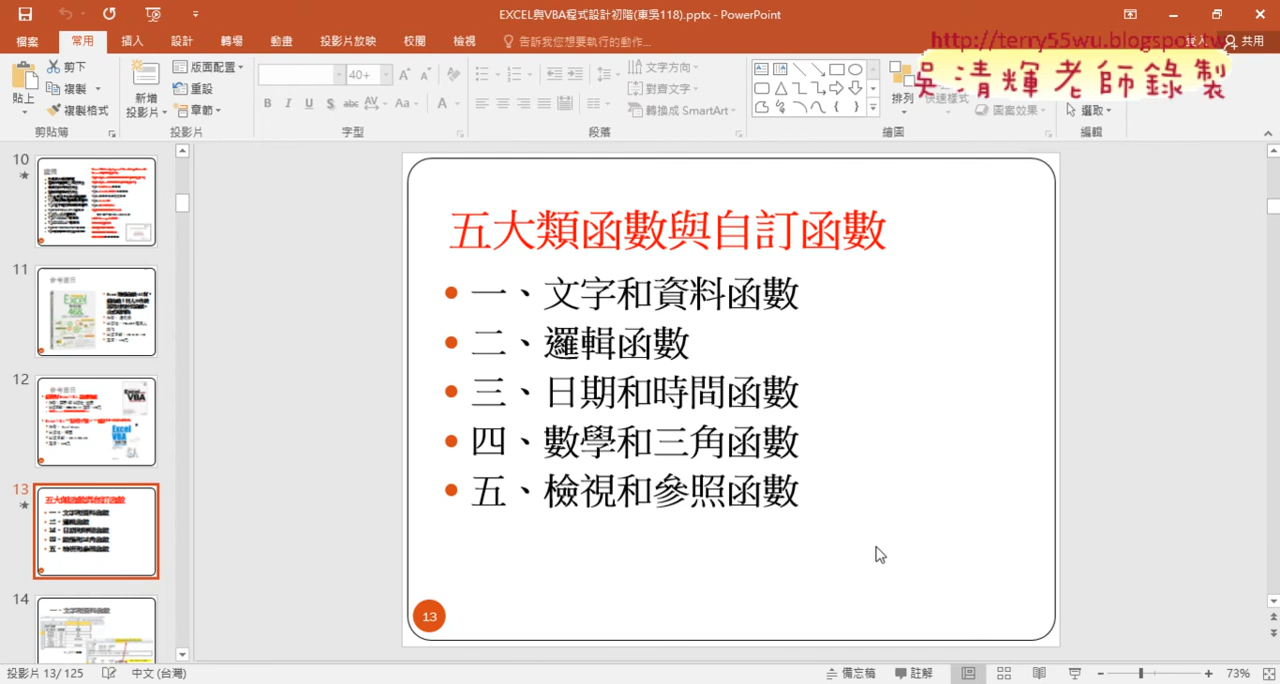 EXCEL與VBA程式設計初階(東吳118).pptx - PowerPoint
http://terry55wu.blogspot.tw
吳清輝老師錄製
檔案 常用 插入 設計 轉場 動畫 投影片放映 校閱 檢視 告訴我您想要執行的動作... 登入 共用
貼上 剪下 複製 複製格式 剪貼簿
新增投影片 版面配置 重設 章節 投影片
40+ 字型
文字方向 對齊文字 轉換成 SmartArt 段落
排列 快速樣式 圖案效果 繪圖
選取 編輯
10
11
12
13
14
五大類函數與自訂函數
一、文字和資料函數
二、邏輯函數
三、日期和時間函數
四、數學和三角函數
五、檢視和參照函數
13
投影片 13/125 中文(台灣) 備忘稿 註解 73%